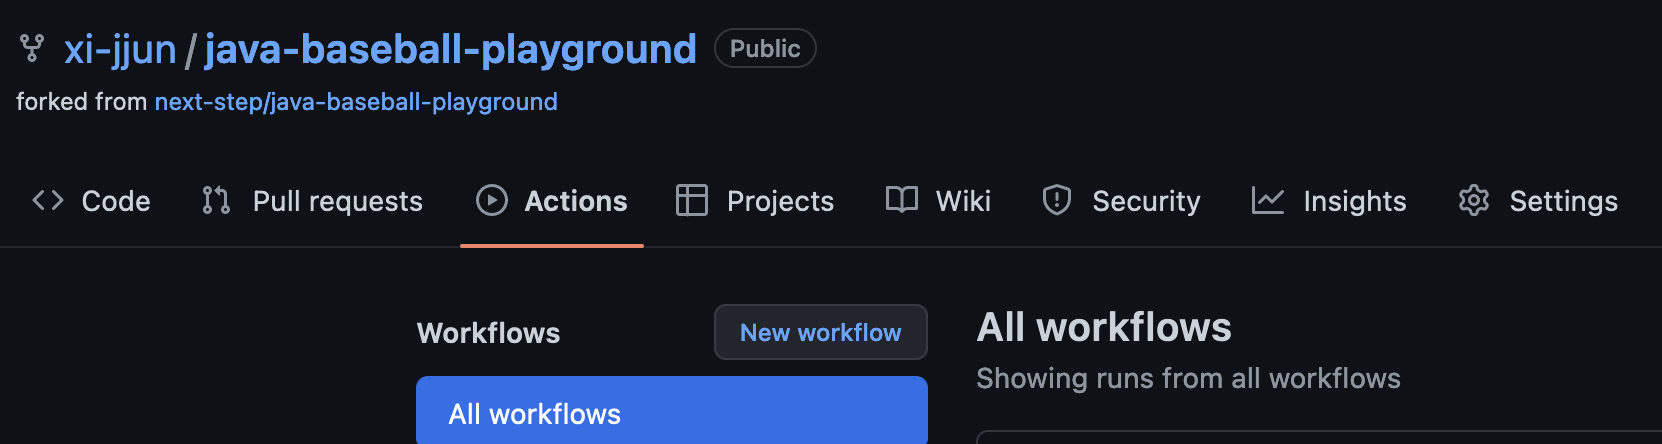 xi-jjun / java-baseball-playground Public
forked from next-step/java-baseball-playground
Code Pull requests Actions Projects Wiki Security Insights Settings
Workflows New workflow
All workflows
All workflows
Showing runs from all workflows